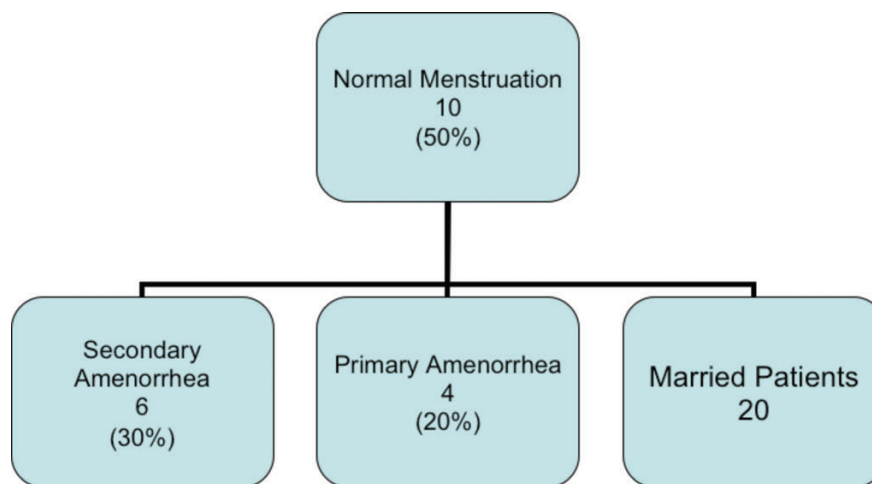 Normal Menstruation
10
(50%)
Secondary
Amenorrhea
6
(30%)
Primary Amenorrhea
4
(20%)
Married Patients
20